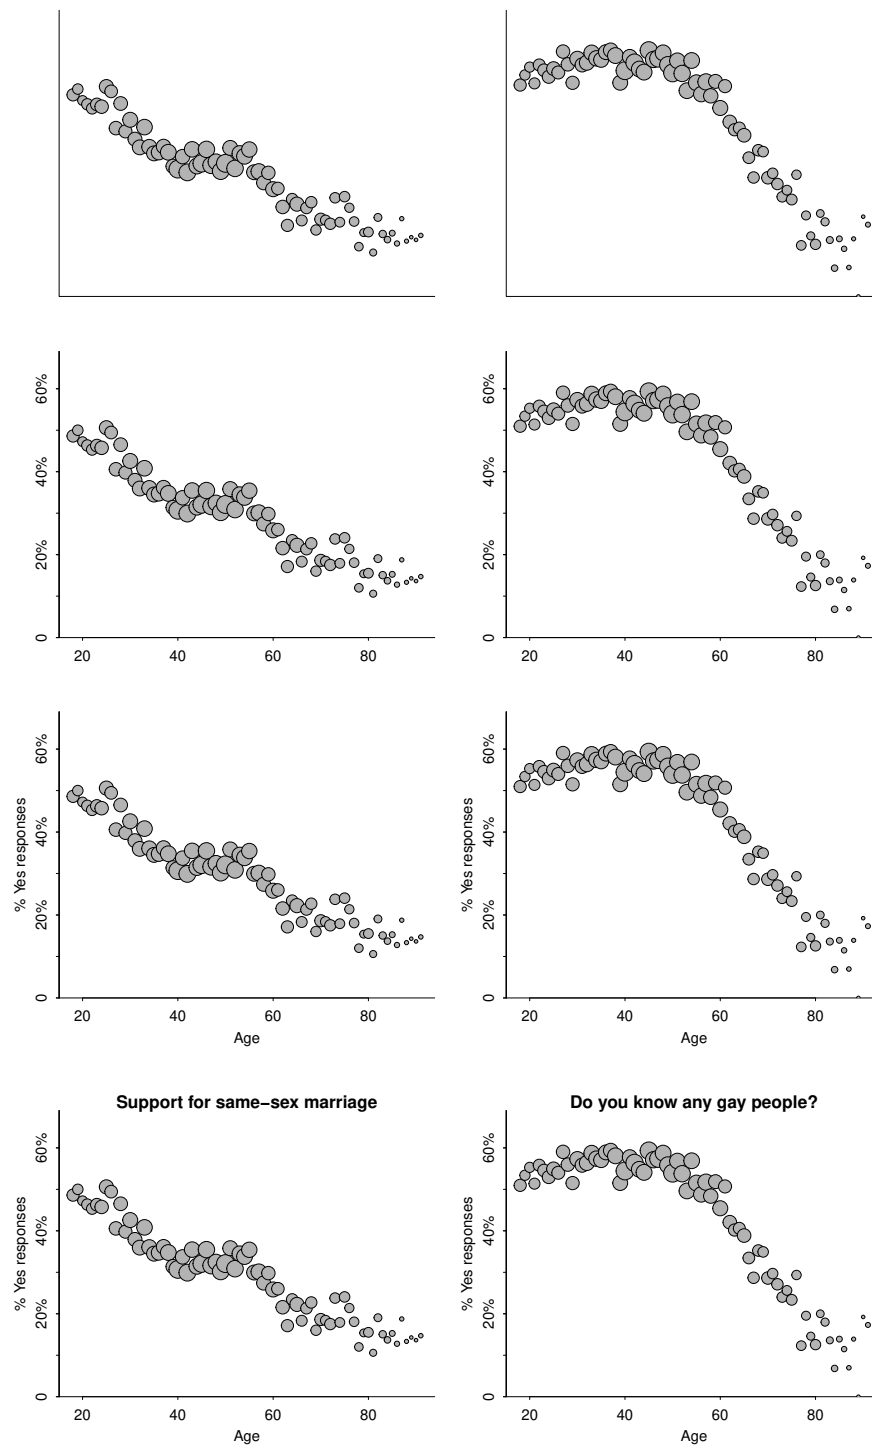 60%
40%
20%
0
20 40 60 80
60%
40%
20%
0
20 40 60 80
% Yes responses
60%
40%
20%
0
20 40 60 80
Age
% Yes responses
60%
40%
20%
0
20 40 60 80
Age
Support for same−sex marriage
% Yes responses
60%
40%
20%
0
20 40 60 80
Age
Do you know any gay people?
% Yes responses
60%
40%
20%
0
20 40 60 80
Age